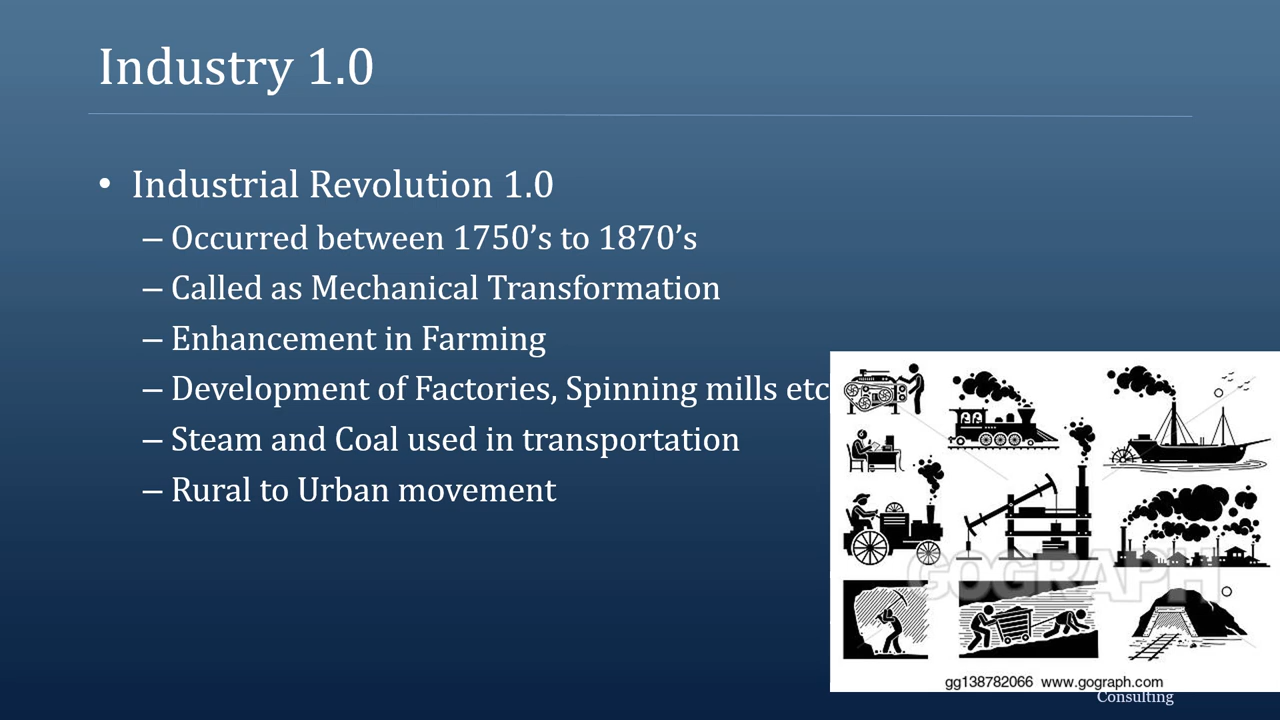 Industry 1.0
• Industrial Revolution 1.0
– Occurred between 1750’s to 1870’s
– Called as Mechanical Transformation
– Enhancement in Farming
– Development of Factories, Spinning mills etc
– Steam and Coal used in transportation
– Rural to Urban movement
GOGRAPH
gg138782066 www.gograph.com
Consulting